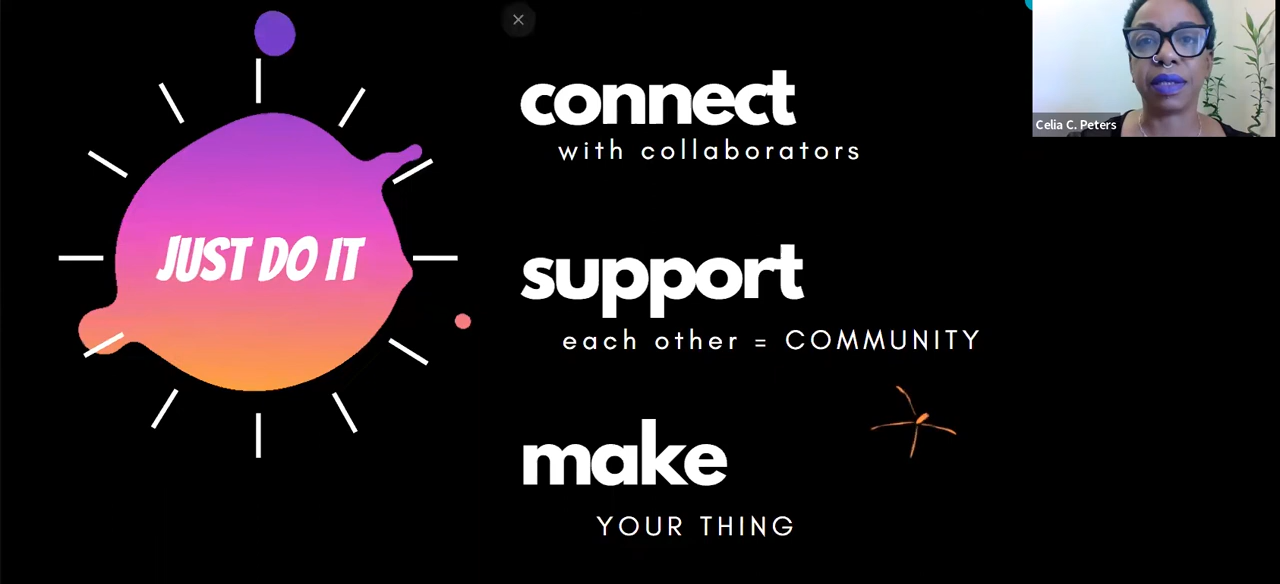 JUST DO IT
connect
with collaborators
support
each other = COMMUNITY
make
YOUR THING
Celia C. Peters